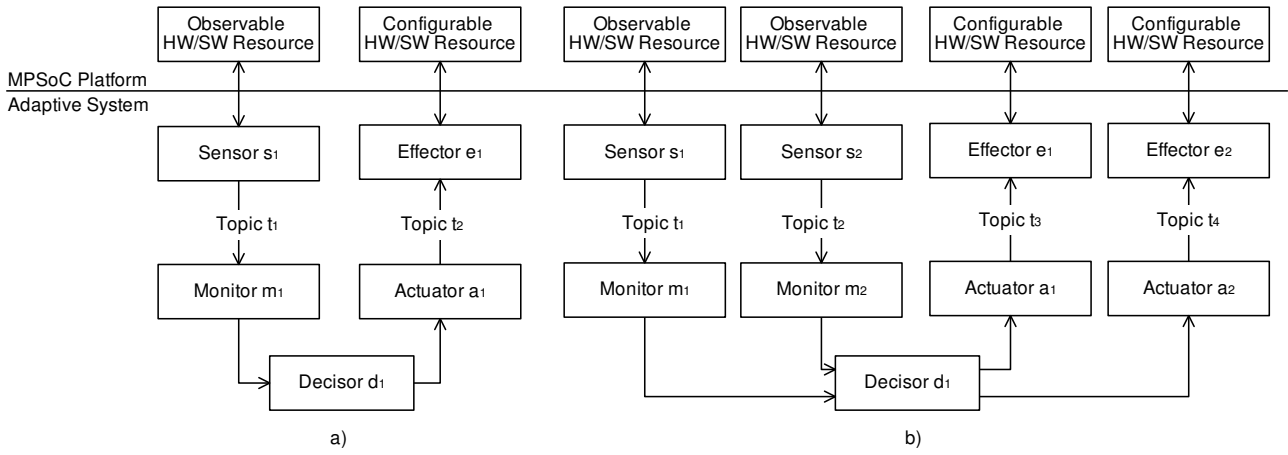 Observable
HW/SW Resource
Configurable
HW/SW Resource
Observable
HW/SW Resource
Observable
HW/SW Resource
Configurable
HW/SW Resource
Configurable
HW/SW Resource
MPSoC Platform
Adaptive System
Sensor s1
Effector e1
Sensor s1
Sensor s2
Effector e1
Effector e2
Topic t1
Topic t2
Topic t1
Topic t2
Topic t3
Topic t4
Monitor m1
Actuator a1
Monitor m1
Monitor m2
Actuator a1
Actuator a2
Decisor d1
Decisor d1
a)
b)